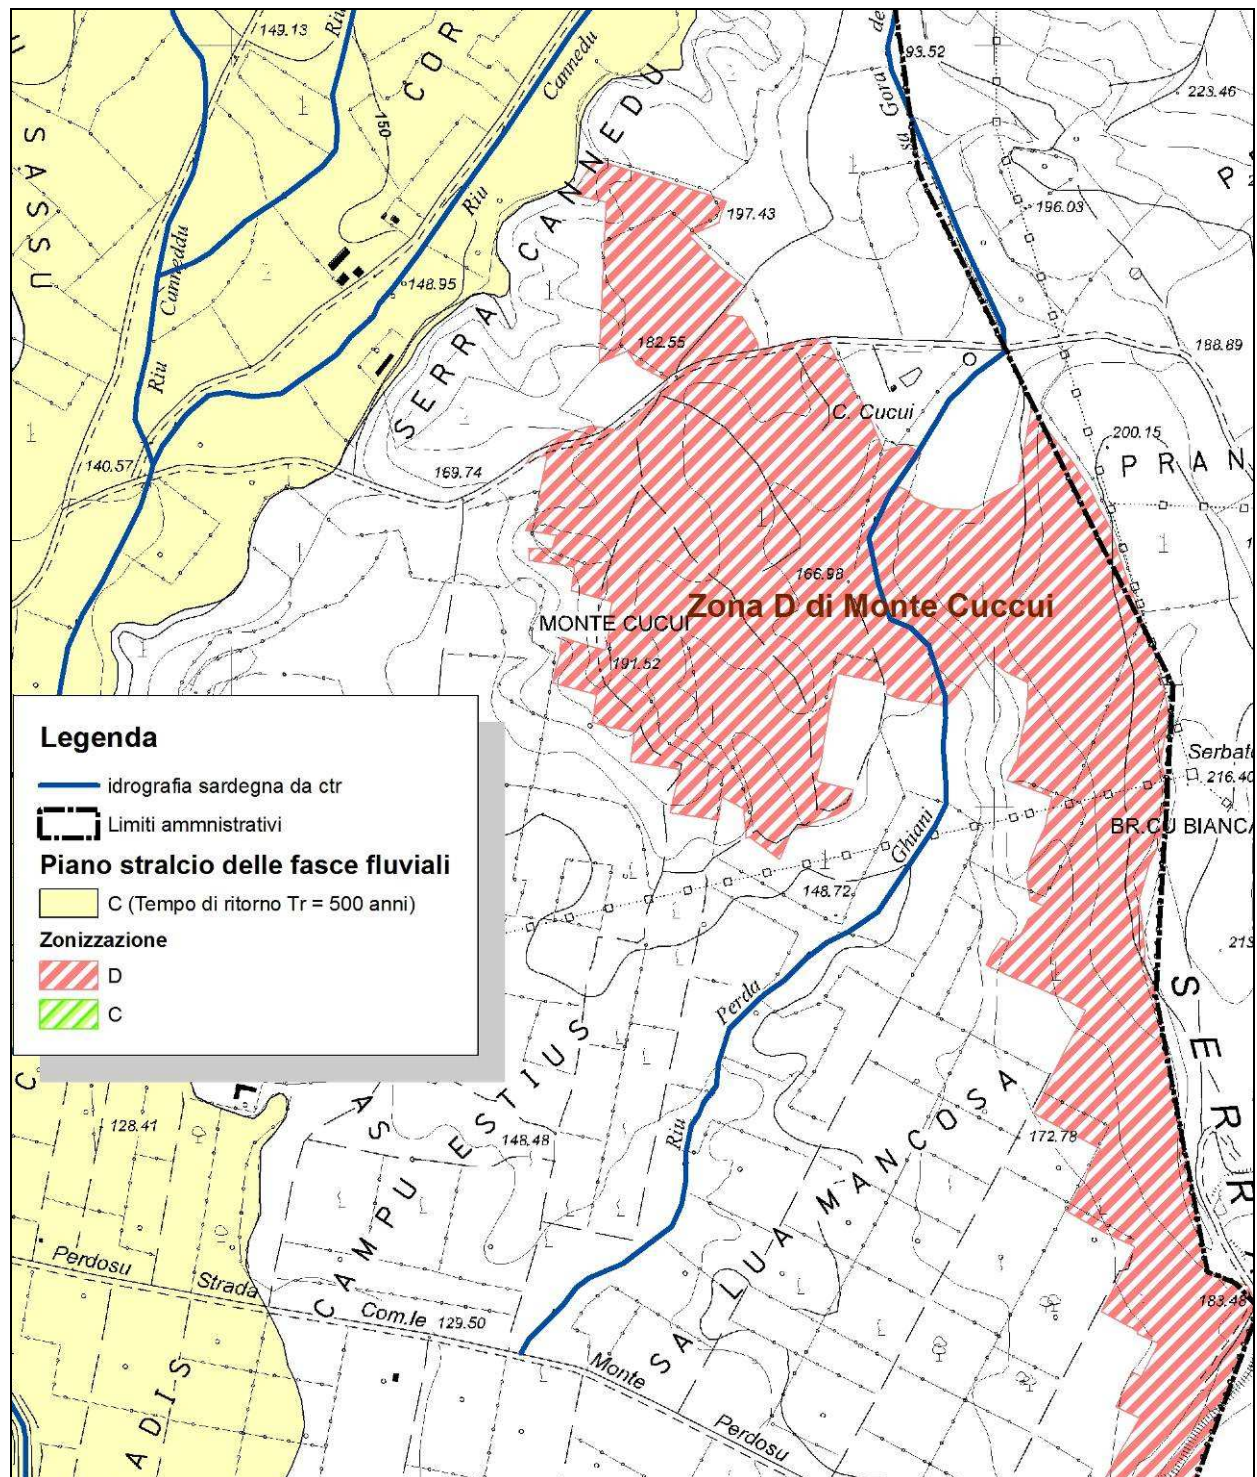 149.13
Riu
COR
Cannedu
de
93.52
su Gora
223.46
SASSU
150
SERRA CANNEDU
P
Riu
197.43
196.03
Canneddu
148.95
182.55
188.89
Riu
C. Cucui
200.15
PRAN
140.57
169.74
166.98
Zona D di Monte Cuccui
MONTE CUCUI
191.52
Serbato
216.40
BR.CU BIANCA
Legenda
idrografia sardegna da ctr
Limiti ammnistrativi
Piano stralcio delle fasce fluviali
C (Tempo di ritorno Tr = 500 anni)
Zonizzazione
D
C
Ghiani
148.72
213
Perda
SERR
C
128.41
CAMPU ESTIUS
AS
148.48
Riu
172.78
SA LUA MANCOSA
Perdosu
Strada
Com.le
129.50
183.48
Monte
Perdosu
ADIS